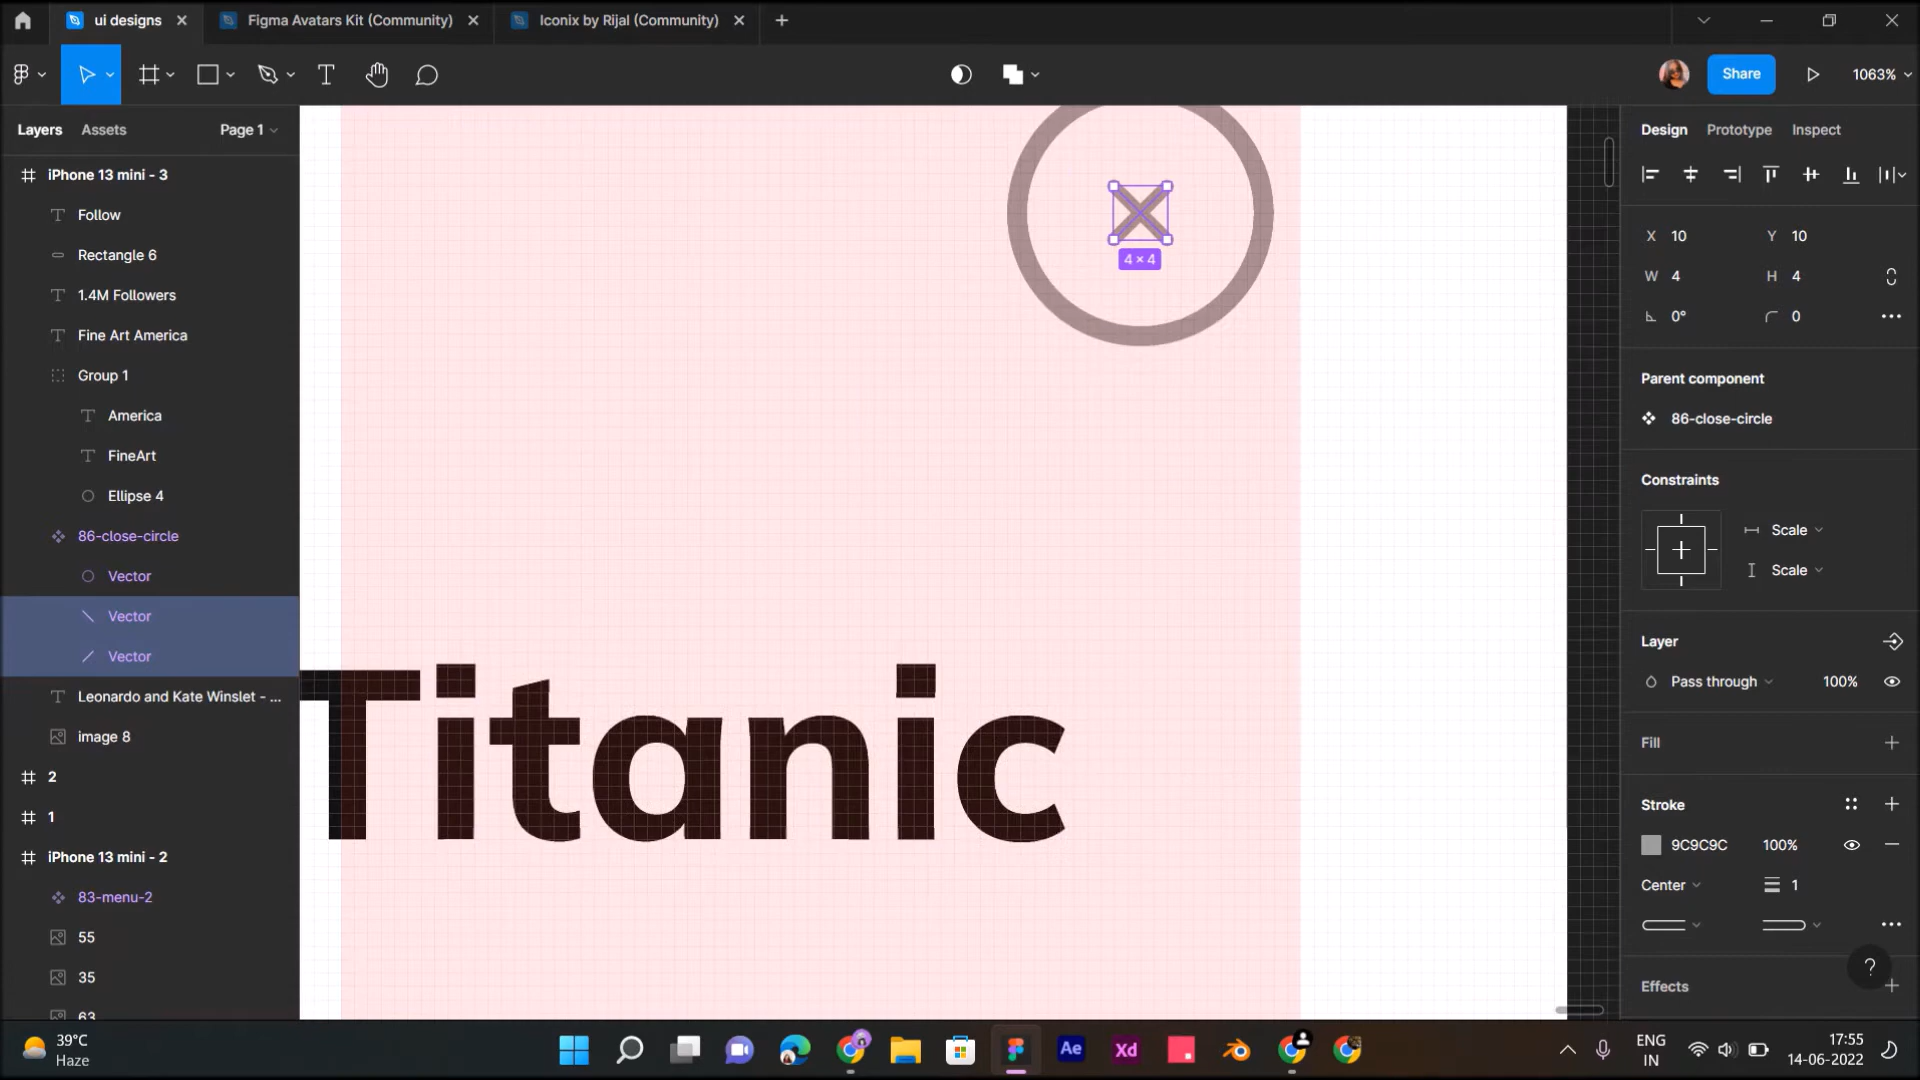 ui designs
Figma Avatars Kit (Community)
Iconix by Rijal (Community)
Share
1063%
Layers
Assets
Page 1
iPhone 13 mini - 3
Follow
Rectangle 6
1.4M Followers
Fine Art America
Group 1
America
FineArt
Ellipse 4
86-close-circle
Vector
Vector
Vector
Leonardo and Kate Winslet - ...
image 8
2
1
iPhone 13 mini - 2
83-menu-2
55
35
63
4 × 4
Titanic
Design
Prototype
Inspect
X 10
Y 10
W 4
H 4
0°
0
Parent component
86-close-circle
Constraints
Scale
Scale
Layer
Pass through
100%
Fill
Stroke
9C9C9C
100%
Center
1
Effects
?
39°C
Haze
Ae
Xd
ENG
IN
17:55
14-06-2022